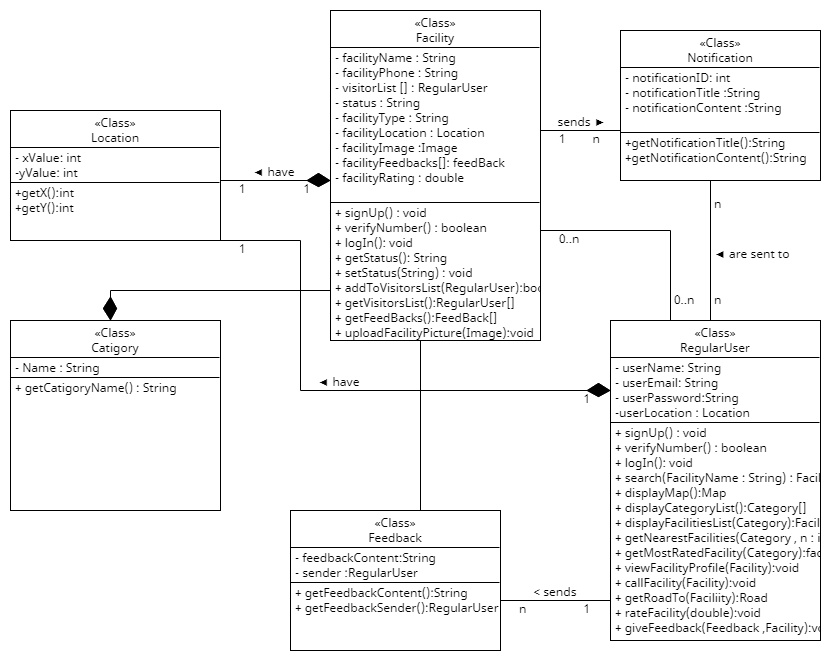 «Class»
Facility
- facilityName : String
- facilityPhone : String
- visitorList [] : RegularUser
- status : String
- facilityType : String
- facilityLocation : Location
- facilityImage :Image
- facilityFeedbacks[]: feedBack
- facilityRating : double
+ signUp() : void
+ verifyNumber() : boolean
+ logIn(): void
+ getStatus(): String
+ setStatus(String) : void
+ addToVisitorsList(RegularUser):boo
+ getVisitorsList():RegularUser[]
+ getFeedBacks():FeedBack[]
+ uploadFacilityPicture(Image):void
«Class»
Notification
- notificationID: int
- notificationTitle :String
- notificationContent :String
+getNotificationTitle():String
+getNotificationContent():String
sends ►
1
n
«Class»
Location
- xValue: int
-yValue: int
+getX():int
+getY():int
◄ have
1
1
1
n
◄ are sent to
n
0..n
0..n
«Class»
Catigory
- Name : String
+ getCatigoryName() : String
◄ have
1
«Class»
RegularUser
- userName: String
- userEmail: String
- userPassword:String
-userLocation : Location
+ signUp() : void
+ verifyNumber() : boolean
+ logIn(): void
+ search(FacilityName : String) : Facil
+ displayMap():Map
+ displayCategoryList():Category[]
+ displayFacilitiesList(Category):Facil
+ getNearestFacilities(Category , n : i
+ getMostRatedFacility(Category):fac
+ viewFacilityProfile(Facility):void
+ callFacility(Facility):void
+ getRoadTo(Faciliity):Road
+ rateFacility(double):void
+ giveFeedback(Feedback ,Facility):vo
«Class»
Feedback
- feedbackContent:String
- sender :RegularUser
+ getFeedbackContent():String
+ getFeedbackSender():RegularUser
< sends
n
1